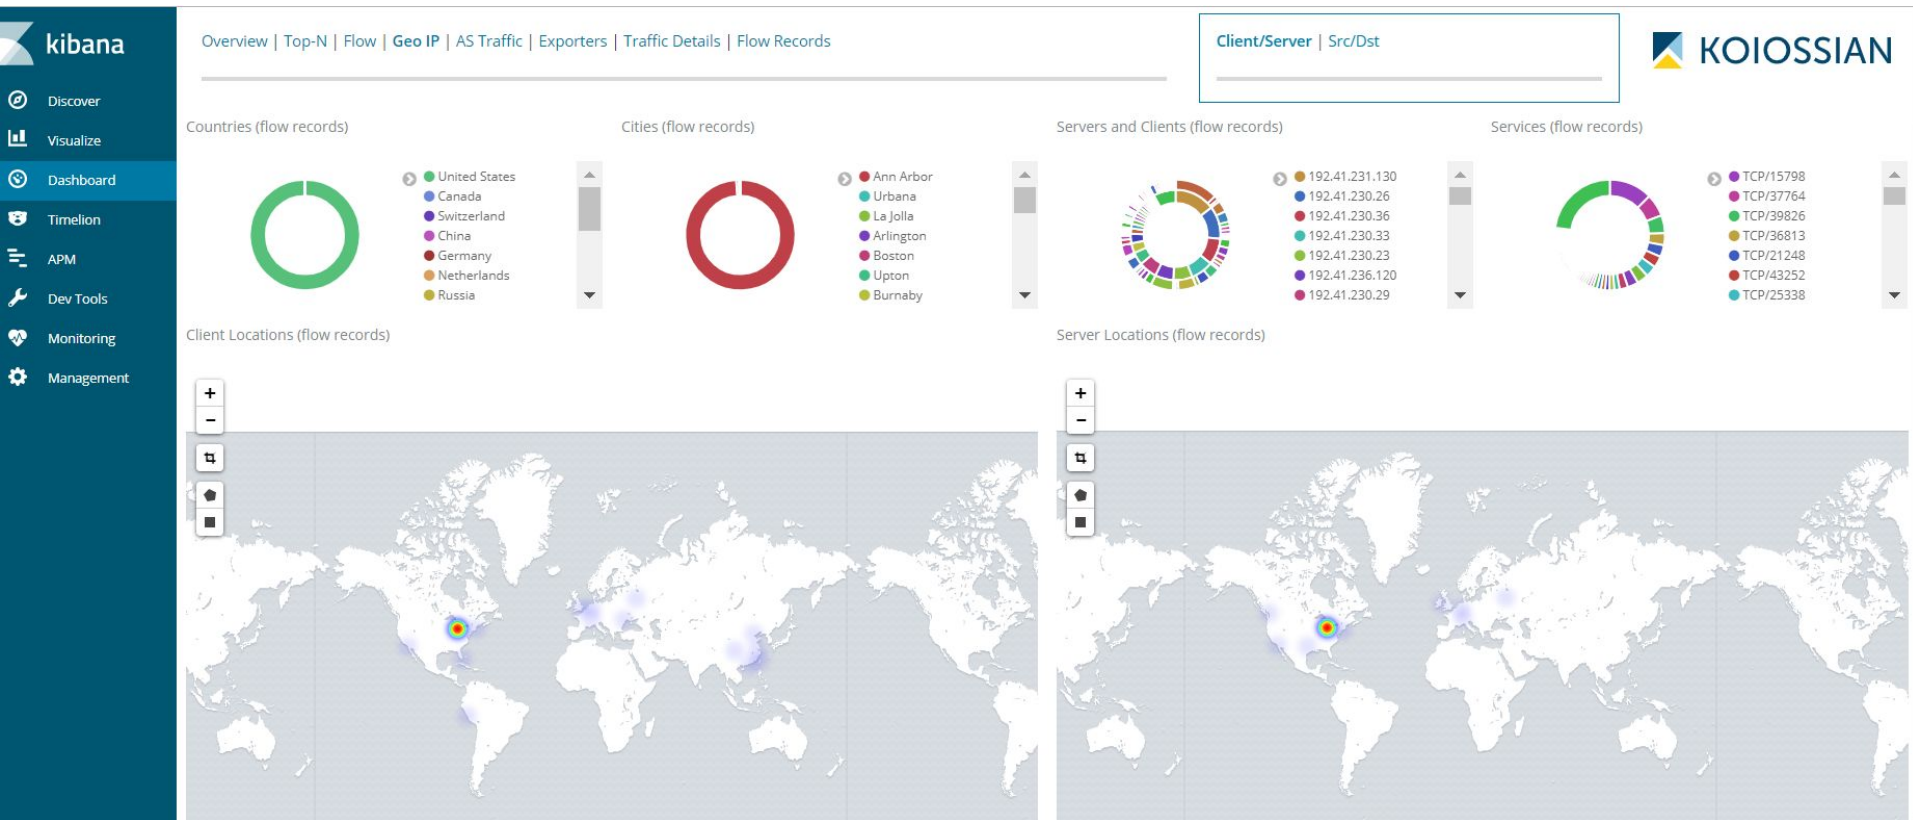 kibana
Overview | Top-N | Flow | Geo IP | AS Traffic | Exporters | Traffic Details | Flow Records
Client/Server | Src/Dst
KOIOSSIAN
Discover
Visualize
Dashboard
Timelion
APM
Dev Tools
Monitoring
Management
Countries (flow records)
United States
Canada
Switzerland
China
Germany
Netherlands
Russia
Cities (flow records)
Ann Arbor
Urbana
La Jolla
Arlington
Boston
Upton
Burnaby
Servers and Clients (flow records)
192.41.231.130
192.41.230.26
192.41.230.36
192.41.230.33
192.41.230.23
192.41.236.120
192.41.230.29
Services (flow records)
TCP/15798
TCP/37764
TCP/39826
TCP/36813
TCP/21248
TCP/43252
TCP/25338
Client Locations (flow records)
+
−
Server Locations (flow records)
+
−